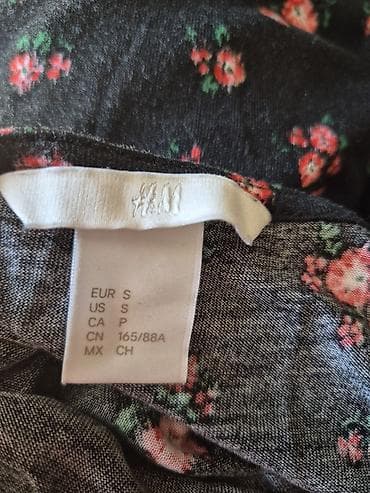 H&M
EUR S
US S
CA P
CN 165/88A
MX CH